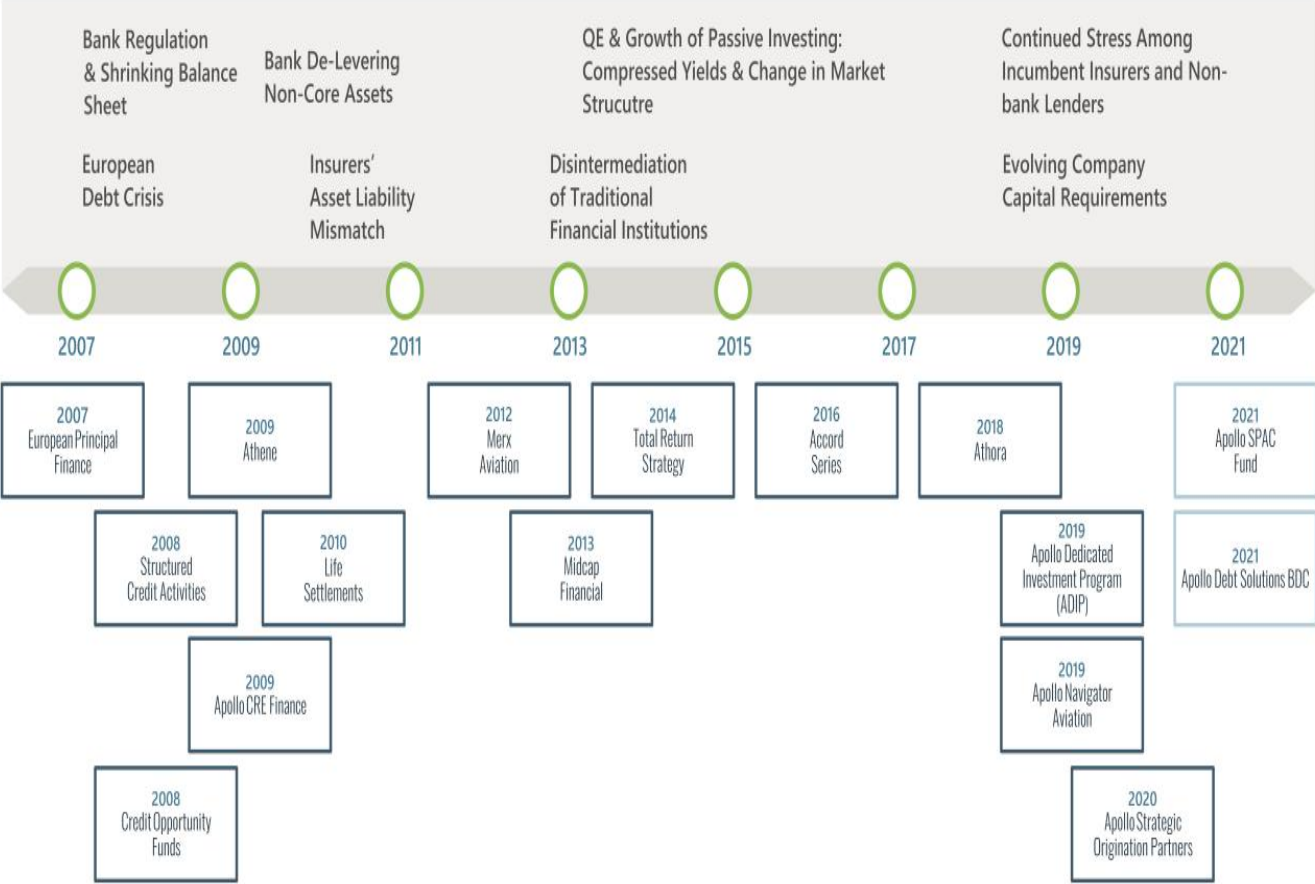 Bank Regulation
& Shrinking Balance
Sheet
Bank De-Levering
Non-Core Assets
QE & Growth of Passive Investing:
Compressed Yields & Change in Market
Strucutre
Continued Stress Among
Incumbent Insurers and Non-
bank Lenders
European
Debt Crisis
Insurers'
Asset Liability
Mismatch
Disintermediation
of Traditional
Financial Institutions
Evolving Company
Capital Requirements
2007
2009
2011
2013
2015
2017
2019
2021
2007
European Principal
Finance
2009
Athene
2012
Merx
Aviation
2014
Total Return
Strategy
2016
Accord
Series
2018
Athora
2021
Apollo SPAC
Fund
2008
Structured
Credit Activities
2010
Life
Settlements
2013
Midcap
Financial
2019
Apollo Dedicated
Investment Program
(ADIP)
2021
Apollo Debt Solutions BDC
2009
Apollo CRE Finance
2019
Apollo Navigator
Aviation
2008
Credit Opportunity
Funds
2020
Apollo Strategic
Origination Partners